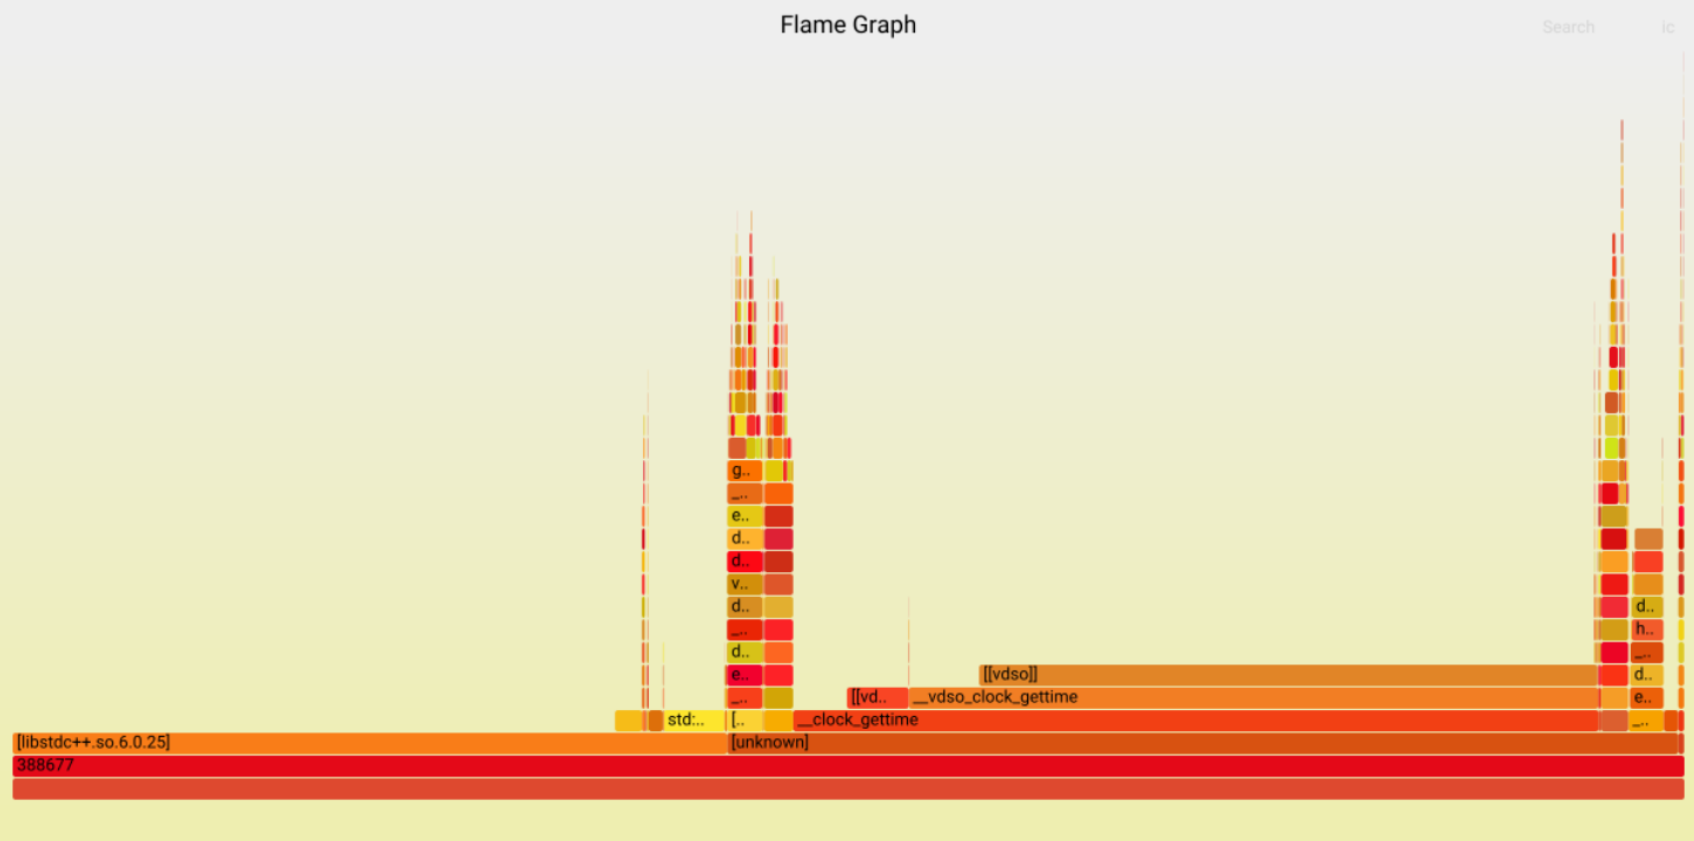 Flame Graph
Search ic
g..
_..
e..
d..
d..
v..
d.. d..
_.. h..
d.. _..
e.. [[vdso]] d..
_.. [[vd.. __vdso_clock_gettime e..
std:.. [.. __clock_gettime _..
[libstdc++.so.6.0.25] [unknown]
388677